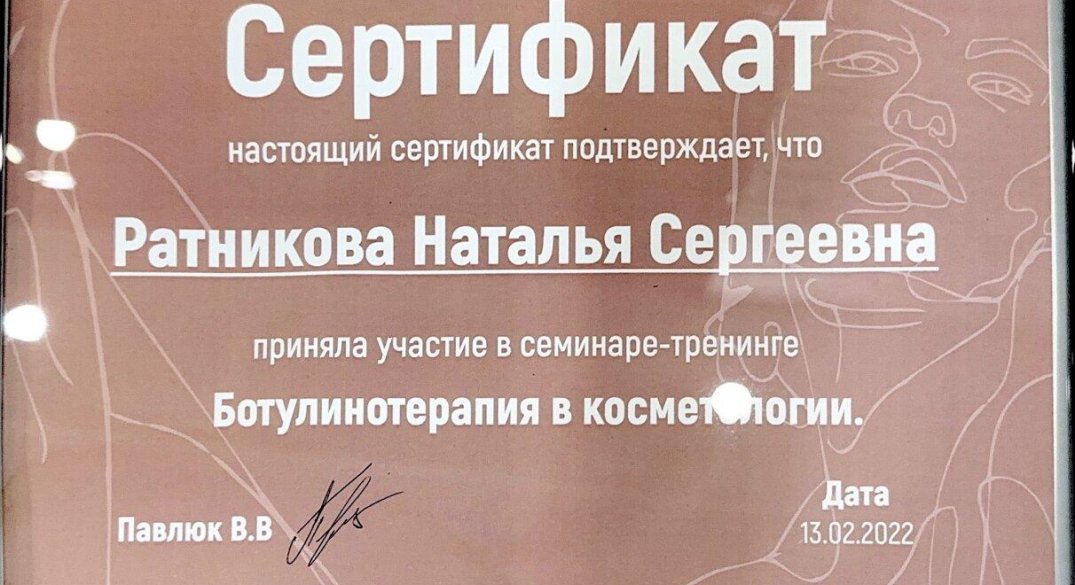 Сертификат
настоящий сертификат подтверждает, что
Ратникова Наталья Сергеевна
приняла участие в семинаре-тренинге
Ботулинотерапия в косметологии.
Павлюк В.В
Дата
13.02.2022